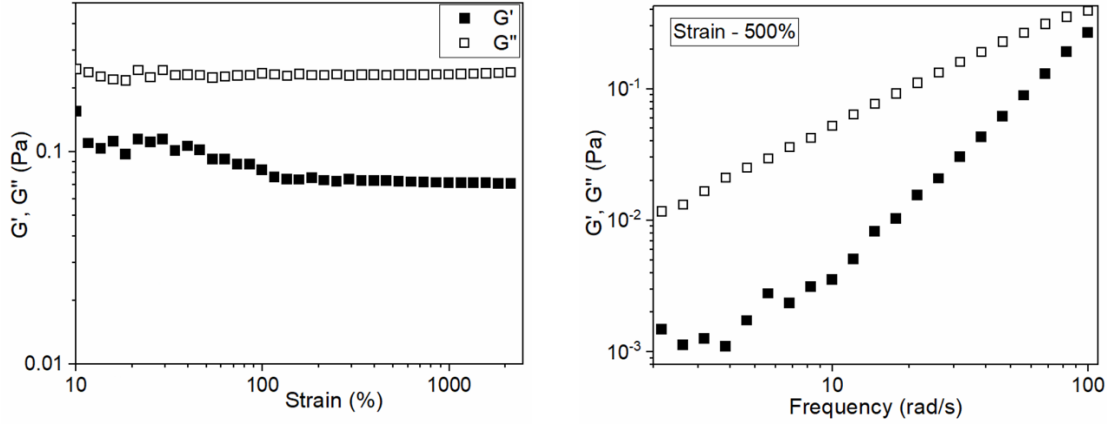 G'
G"
0.1
0.01
G', G" (Pa)
10
100
1000
Strain (%)
Strain - 500%
10⁻¹
10⁻²
10⁻³
G', G" (Pa)
10
100
Frequency (rad/s)